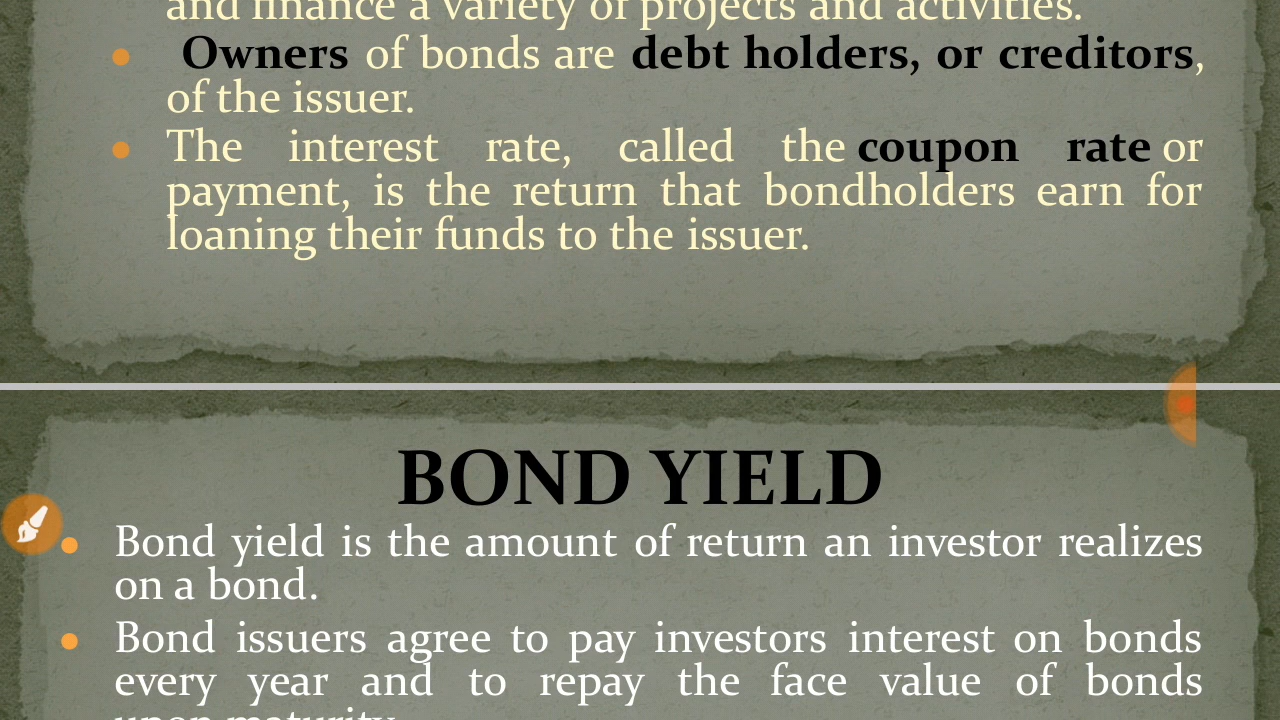 and finance a variety of projects and activities.
Owners of bonds are debt holders, or creditors,
of the issuer.
The interest rate, called the coupon rate or
payment, is the return that bondholders earn for
loaning their funds to the issuer.
BOND YIELD
Bond yield is the amount of return an investor realizes
on a bond.
Bond issuers agree to pay investors interest on bonds
every year and to repay the face value of bonds
upon maturity.